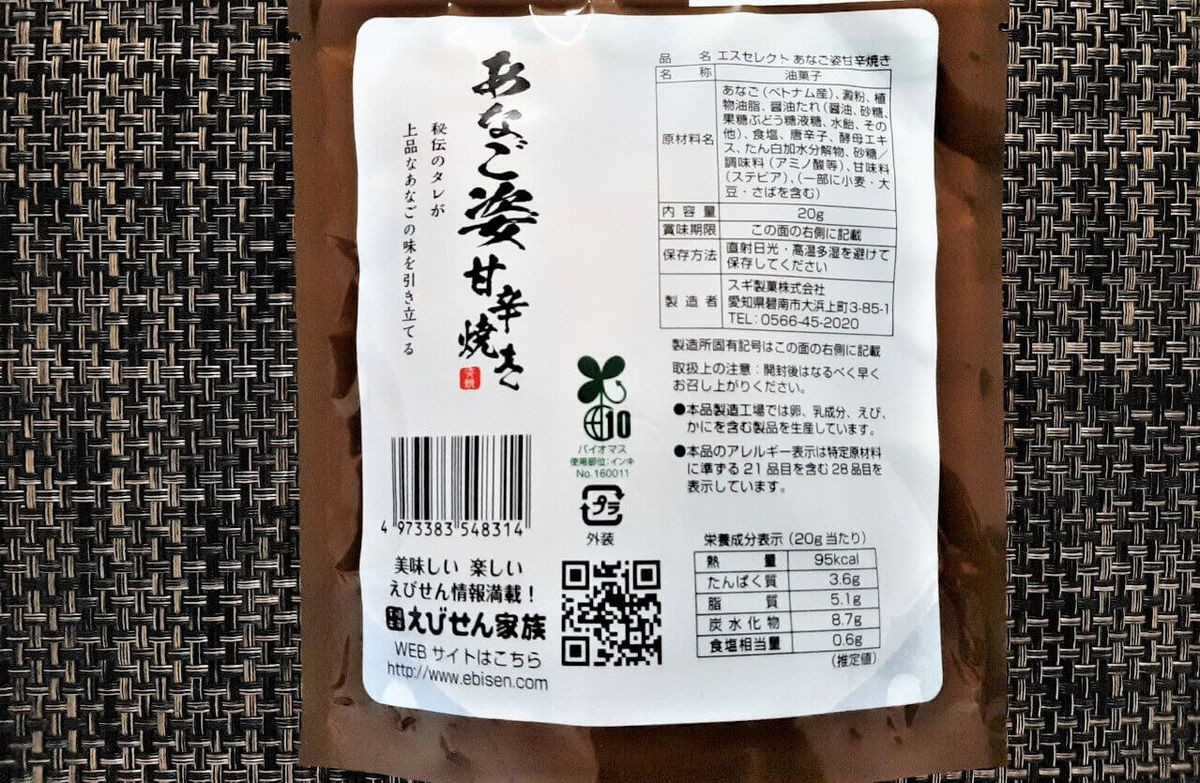 あなご姿
甘辛焼き
秘伝のタレが
上品なあなごの味を引き立てる
品名 エスセレクト あなご姿甘辛焼き
名称 油菓子
原材料名 あなご(ベトナム産)、澱粉、植
物油脂、醤油たれ(醤油、砂糖、
果糖ぶどう糖液糖、水飴、その
他)、食塩、唐辛子、酵母エキ
ス、たん白加水分解物、砂糖/
調味料(アミノ酸等)、甘味料
(ステビア)、(一部に小麦・大
豆・さばを含む)
内容量 20g
賞味期限 この面の右側に記載
保存方法 直射日光・高温多湿を避けて
保存してください
製造者 スギ製菓株式会社
愛知県碧南市大浜上町3-85-1
TEL:0566-45-2020
製造所固有記号はこの面の右側に記載
取扱上の注意:開封後はなるべく早く
お召し上がりください。
●本品製造工場では卵、乳成分、えび、
かにを含む製品を生産しています。
●本品のアレルギー表示は特定原材料
に準ずる21品目を含む28品目を
表示しています。
バイオマス
使用部位:インキ
No.160011
プラ
外装
4 973383 548314
美味しい 楽しい
えびせん情報満載!
えびせん家族
WEB サイトはこちら
http://www.ebisen.com
栄養成分表示(20g当たり)
熱量 95kcal
たんぱく質 3.6g
脂質 5.1g
炭水化物 8.7g
食塩相当量 0.6g
(推定値)